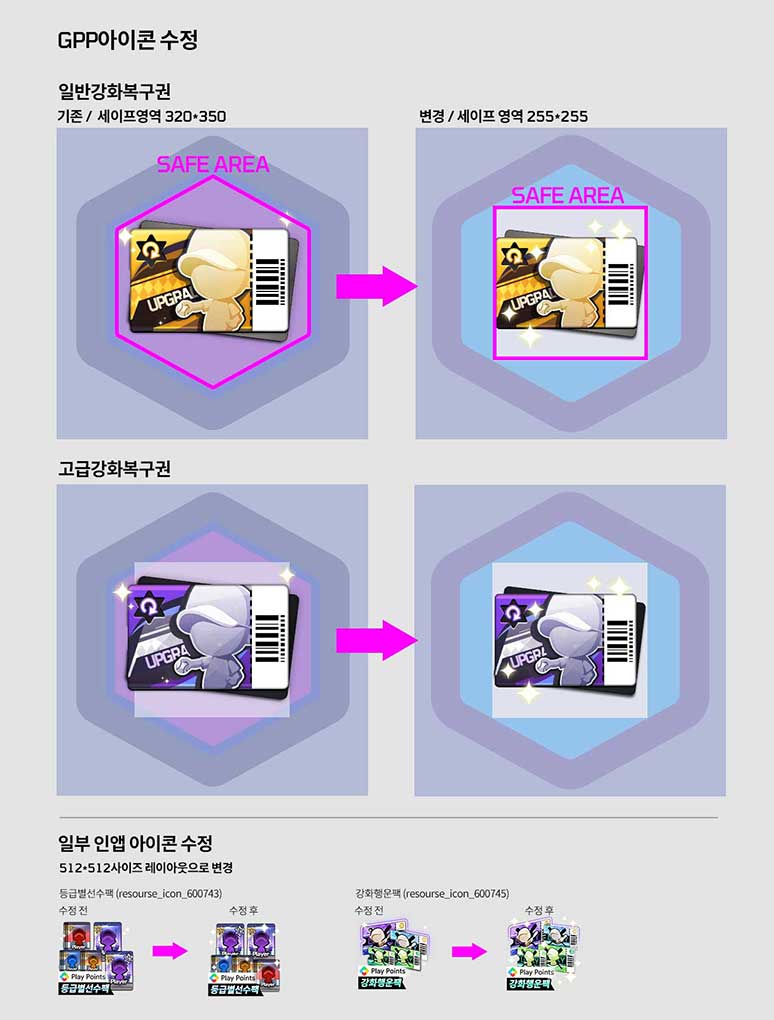 GPP아이콘 수정
일반강화복구권
기존 / 세이프영역 320*350
변경 / 세이프 영역 255*255
SAFE AREA
SAFE AREA
UPGRA
UPGRA
고급강화복구권
UPGRA
UPGRA
일부 인앱 아이콘 수정
512*512사이즈 레이아웃으로 변경
등급별선수팩 (resourse_icon_600743)
강화행운팩 (resourse_icon_600745)
수정 전
수정 후
수정 전
수정 후
Player
Play Points
등급별선수팩
Player
Player
Play Points
등급별선수팩
Play Points
강화행운팩
Play Points
강화행운팩